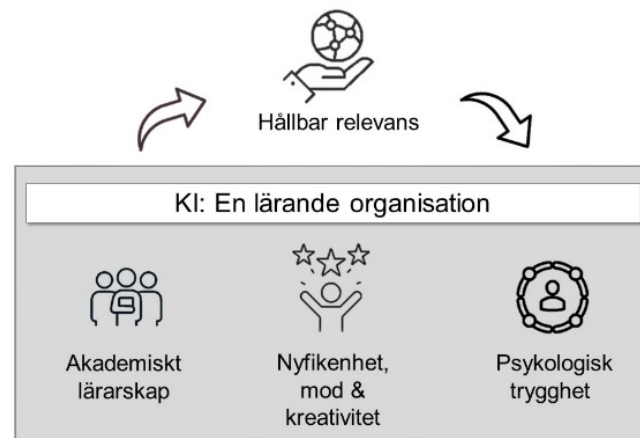 Hållbar relevans
KI: En lärande organisation
Akademiskt
lärarskap
Nyfikenhet,
mod &
kreativitet
Psykologisk
trygghet